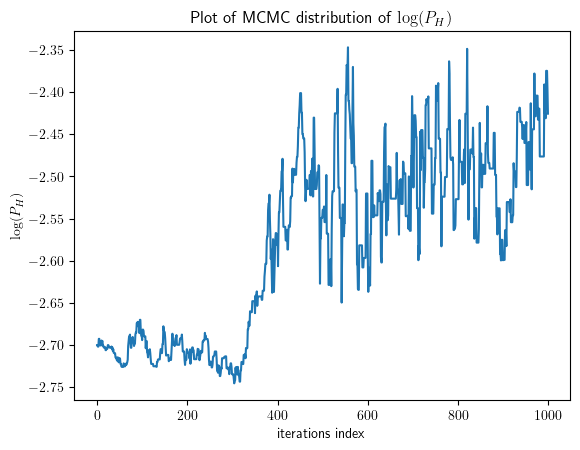 Plot of MCMC distribution of log(P_H)
−2.35
−2.40
−2.45
−2.50
−2.55
−2.60
−2.65
−2.70
−2.75
log(P_H)
0 200 400 600 800 1000
iterations index